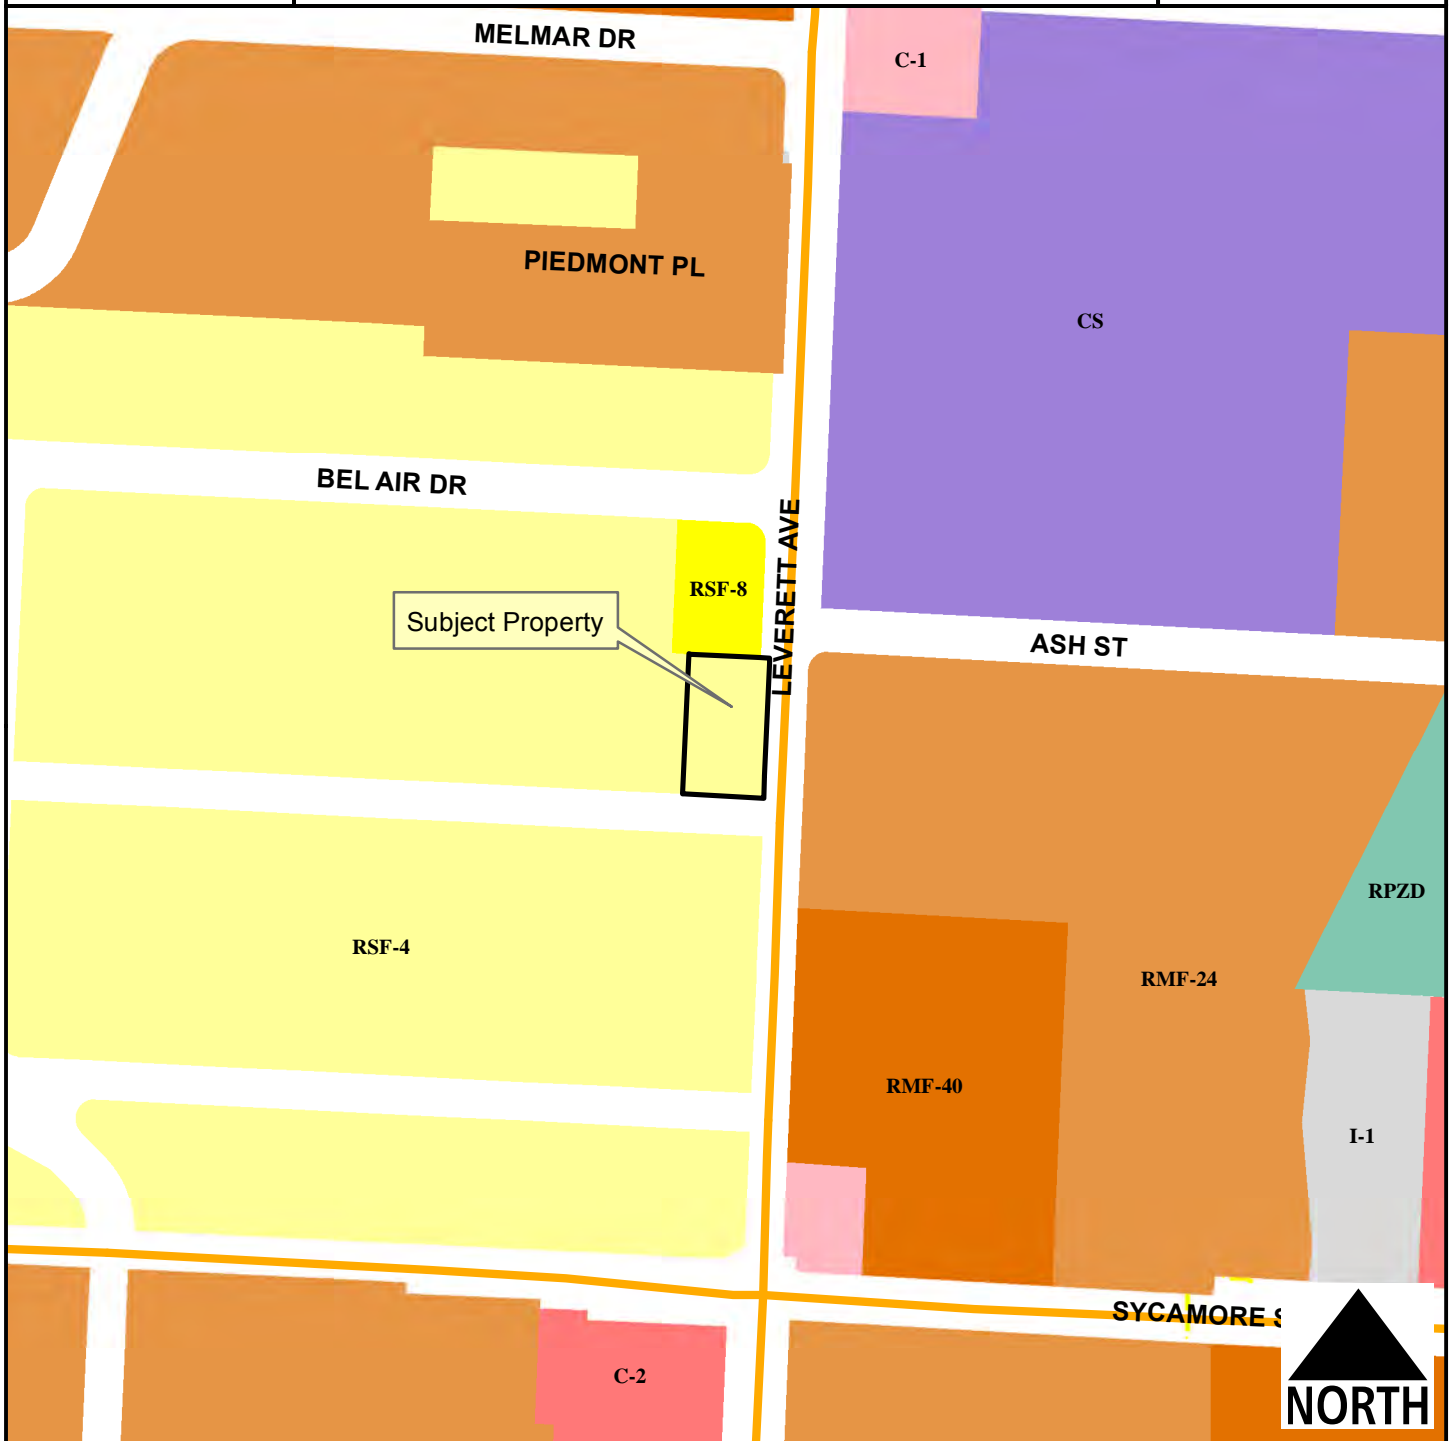 MELMAR DR
C-1
PIEDMONT PL
CS
BEL AIR DR
LEVERETT AVE
RSF-8
Subject Property
ASH ST
RPZD
RSF-4
RMF-24
RMF-40
I-1
SYCAMORE S
C-2
NORTH